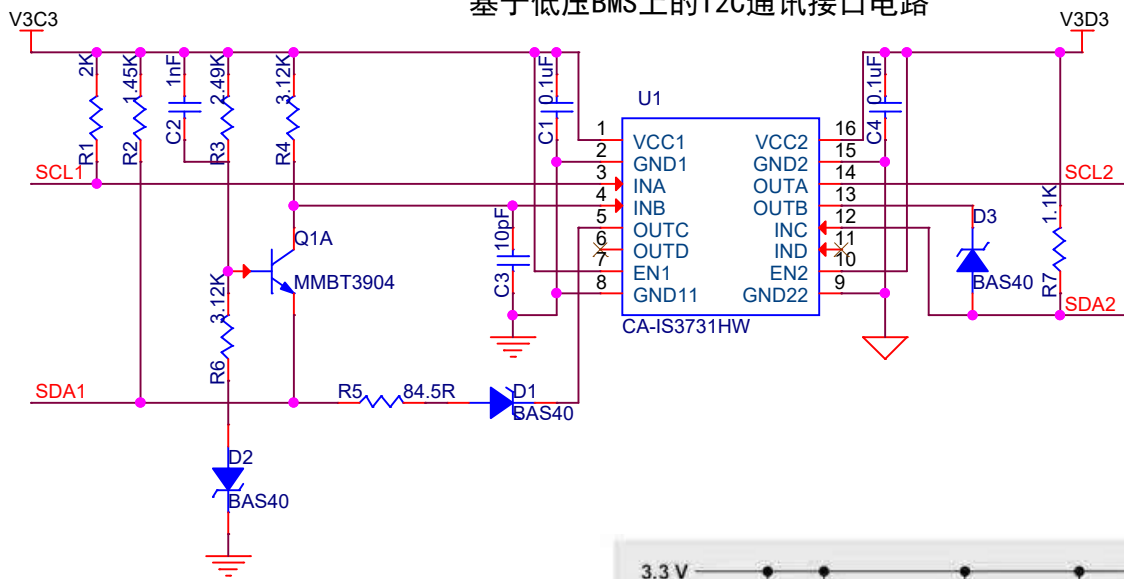 基于低压BMS上的I2C通讯接口电路
V3C3
V3D3
2K
1.45K
1nF
2.49K
3.12K
0.1uF
0.1uF
R1
R2
C2
R3
R4
C1
C4
U1
1
2
3
4
5
6
7
8
VCC1
GND1
INA
INB
OUTC
OUTD
EN1
GND11
VCC2
GND2
OUTA
OUTB
INC
IND
EN2
GND22
16
15
14
13
12
11
10
9
CA-IS3731HW
SCL1
SCL2
Q1A
MMBT3904
10pF
C3
D3
BAS40
1.1K
R7
SDA2
3.12K
R6
SDA1
R5
84.5R
D1
BAS40
D2
BAS40
3.3 V